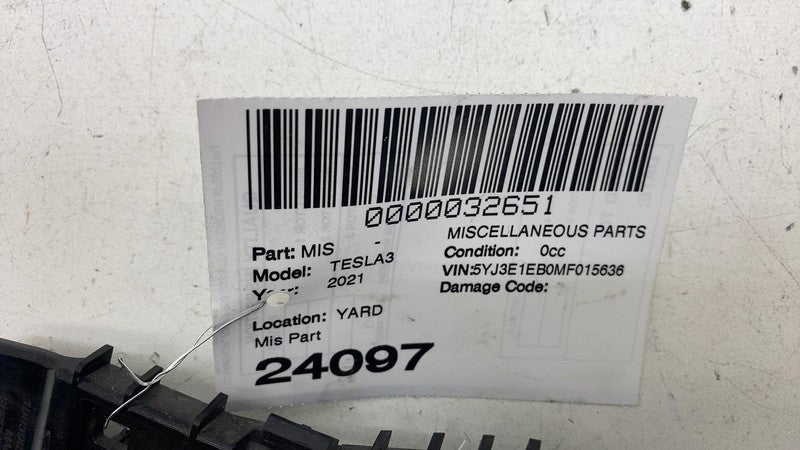 0000032651
MISCELLANEOUS PARTS
Part: MIS -
Condition: 0cc
Model: TESLA3
VIN:5YJ3E1EB0MF015636
Year: 2021
Damage Code:
Location: YARD
Mis Part
24097